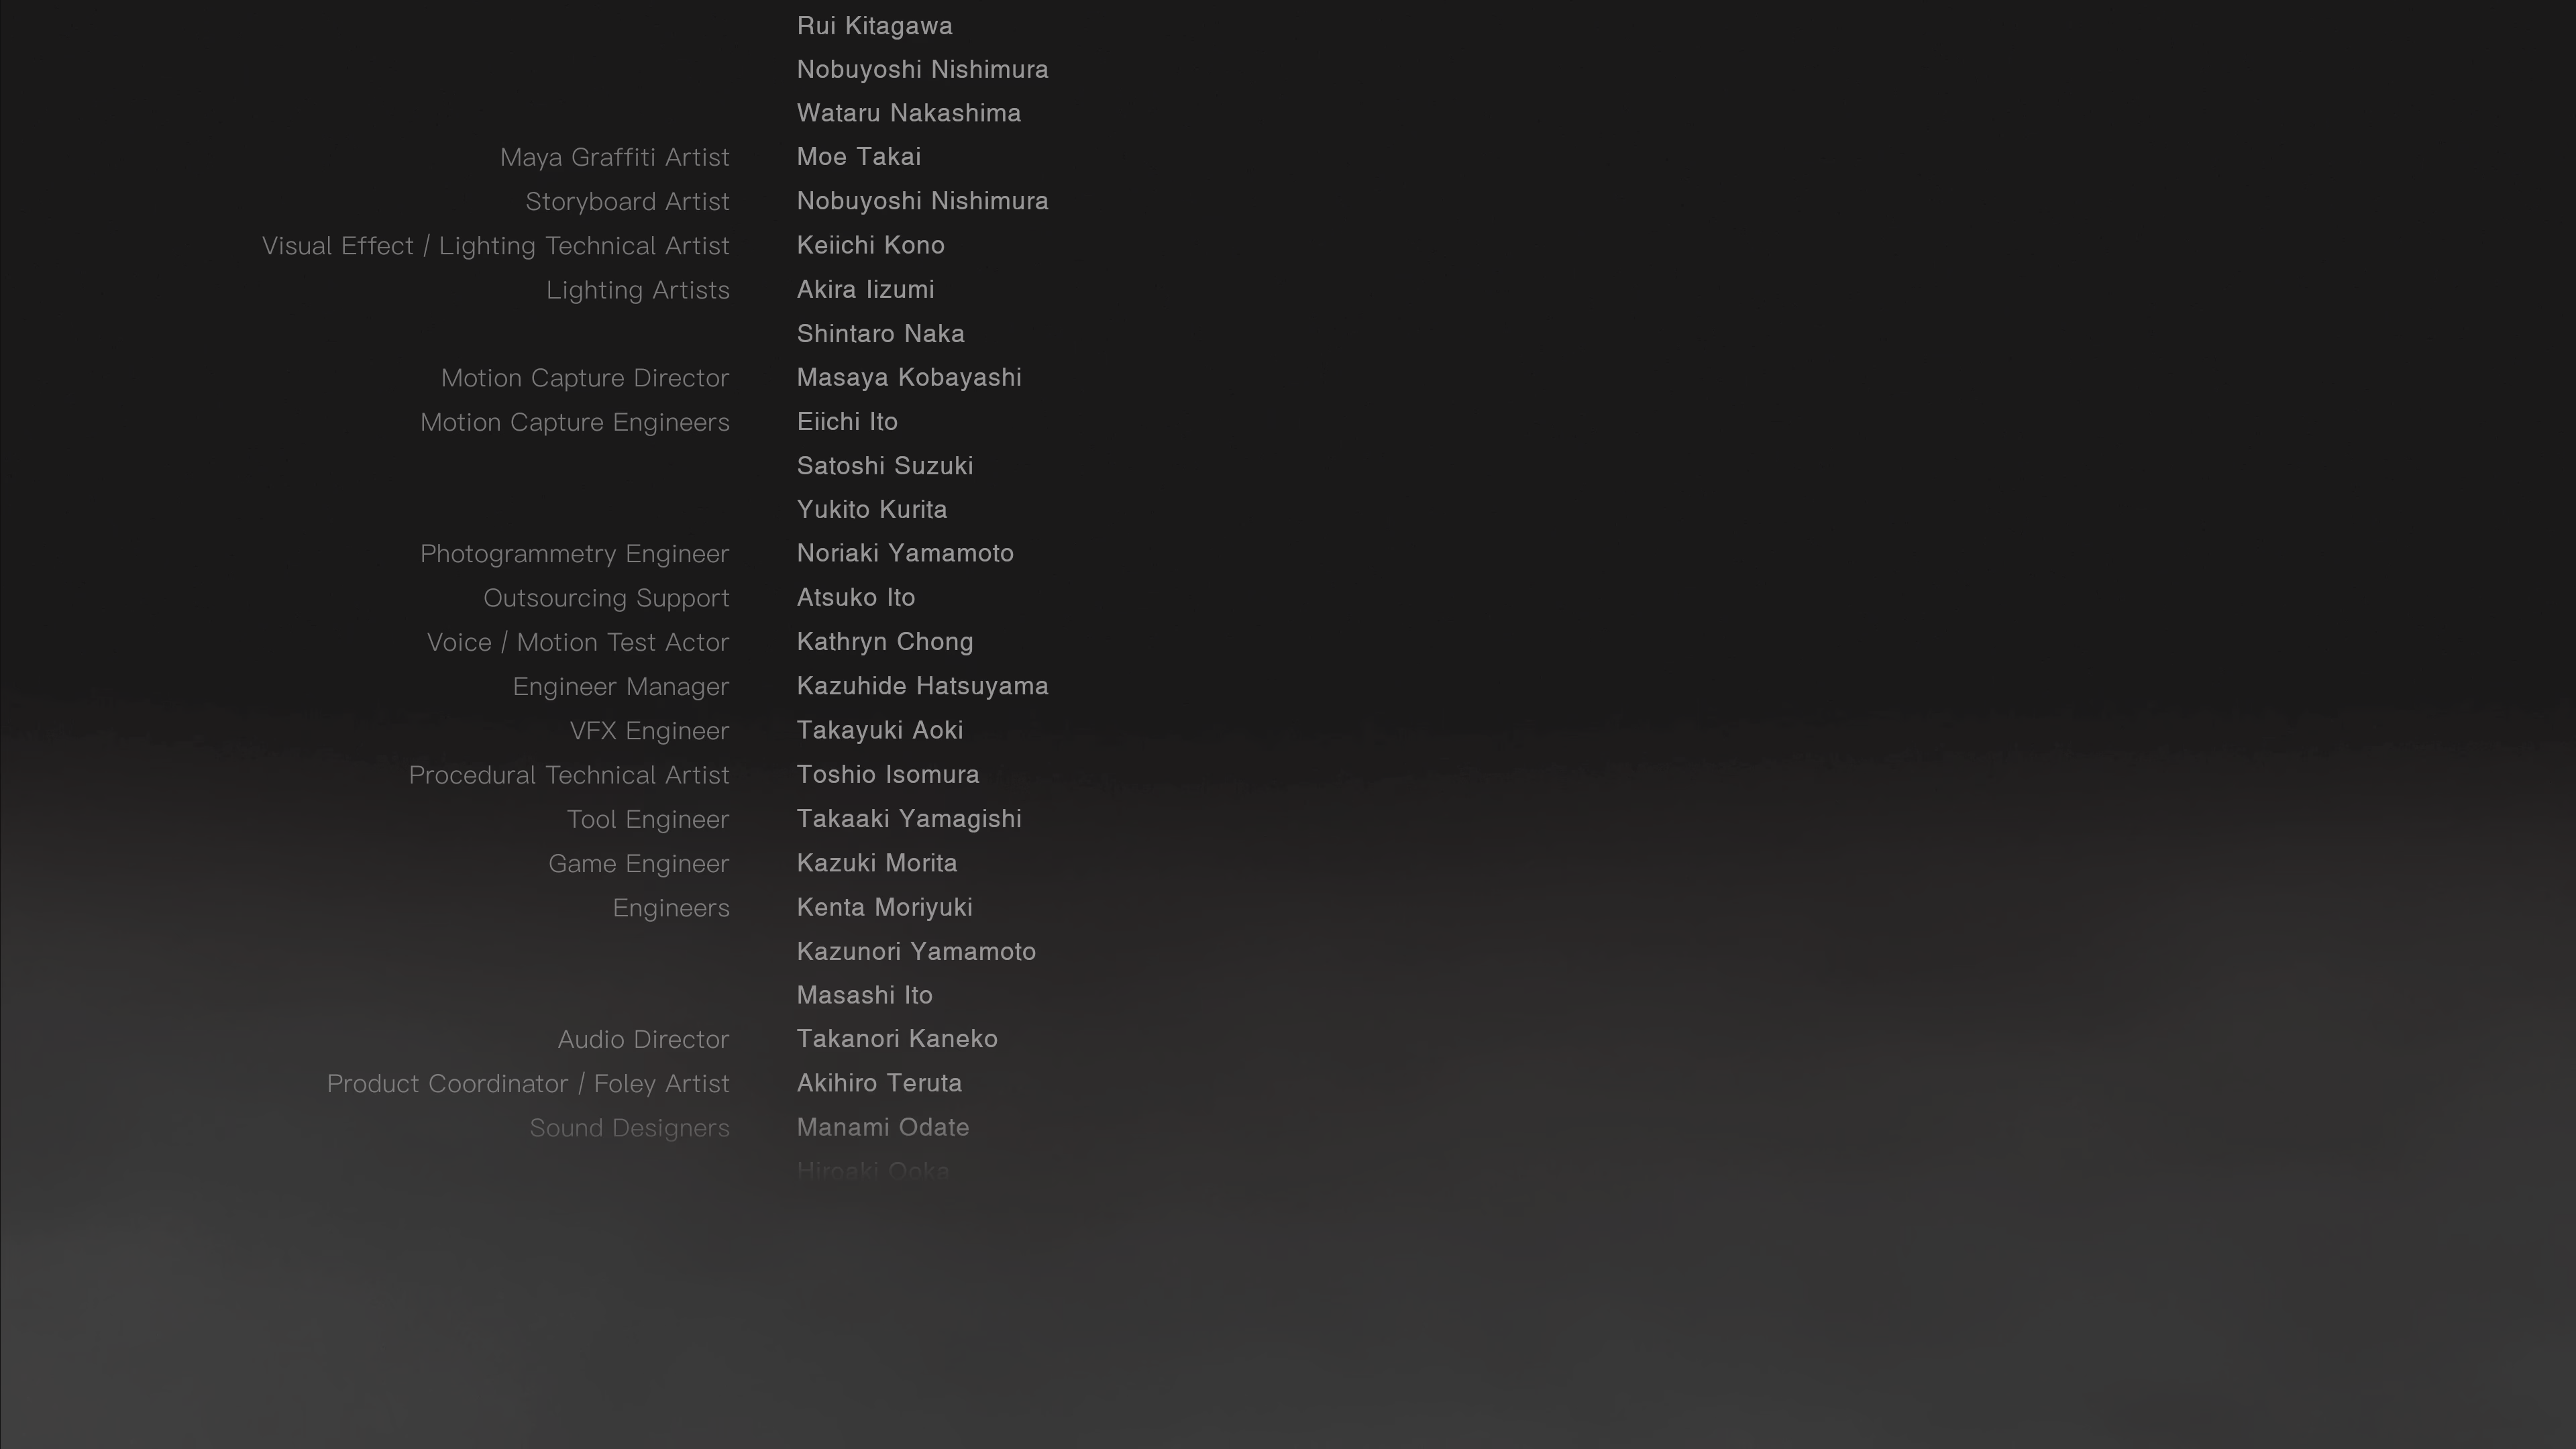 Rui Kitagawa
Nobuyoshi Nishimura
Wataru Nakashima
Maya Graffiti Artist Moe Takai
Storyboard Artist Nobuyoshi Nishimura
Visual Effect / Lighting Technical Artist Keiichi Kono
Lighting Artists Akira Iizumi
Shintaro Naka
Motion Capture Director Masaya Kobayashi
Motion Capture Engineers Eiichi Ito
Satoshi Suzuki
Yukito Kurita
Photogrammetry Engineer Noriaki Yamamoto
Outsourcing Support Atsuko Ito
Voice / Motion Test Actor Kathryn Chong
Engineer Manager Kazuhide Hatsuyama
VFX Engineer Takayuki Aoki
Procedural Technical Artist Toshio Isomura
Tool Engineer Takaaki Yamagishi
Game Engineer Kazuki Morita
Engineers Kenta Moriyuki
Kazunori Yamamoto
Masashi Ito
Audio Director Takanori Kaneko
Product Coordinator / Foley Artist Akihiro Teruta
Sound Designers Manami Odate
Hiroaki Ooka